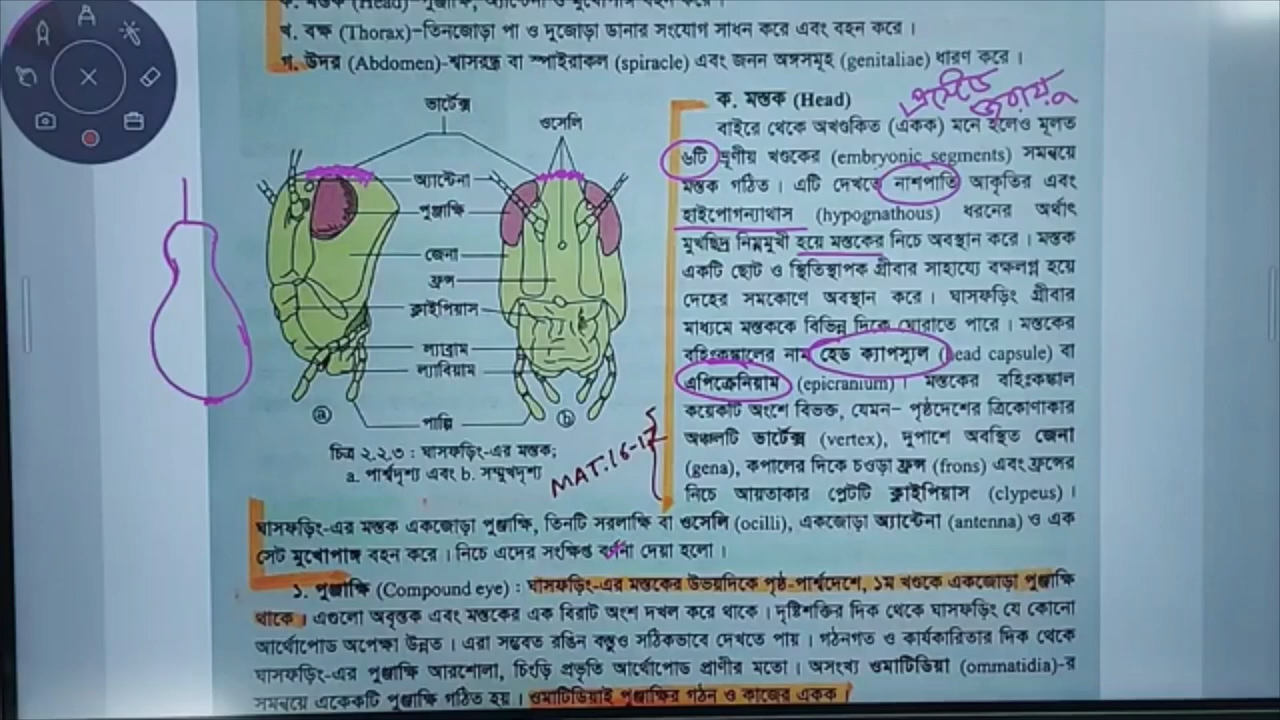 ক. মস্তক (Head)–পুঞ্জাক্ষি, অ্যান্টেনা ও মুখোপাঙ্গ বহন করে ।
খ. বক্ষ (Thorax)–তিনজোড়া পা ও দুজোড়া ডানার সংযোগ সাধন করে এবং বহন করে ।
গ. উদর (Abdomen)-শ্বাসরন্ধ্র বা স্পাইরাকল (spiracle) এবং জনন অঙ্গসমূহ (genitaliae) ধারণ করে ।
ভার্টেক্স
ওসেলি
অ্যান্টেনা
পুঞ্জাক্ষি
জেনা
ফ্রন্স
ক্লাইপিয়াস
ল্যাব্রাম
ল্যাবিয়াম
পাল্পি
a
b
চিত্র ২.২.৩ : ঘাসফড়িং-এর মস্তক;
a. পার্শ্বদৃশ্য এবং b. সম্মুখদৃশ্য
MAT:16-17
ক. মস্তক (Head)
বাইরে থেকে অখণ্ডকিত (একক) মনে হলেও মূলত
৬টি ভ্রূণীয় খণ্ডকের (embryonic segments) সমন্বয়ে
মস্তক গঠিত । এটি দেখতে নাশপাতি আকৃতির এবং
হাইপোগন্যাথাস (hypognathous) ধরনের অর্থাৎ
মুখছিদ্র নিম্নমুখী হয়ে মস্তকের নিচে অবস্থান করে । মস্তক
একটি ছোট ও স্থিতিস্থাপক গ্রীবার সাহায্যে বক্ষলগ্ন হয়ে
দেহের সমকোণে অবস্থান করে । ঘাসফড়িং গ্রীবার
মাধ্যমে মস্তককে বিভিন্ন দিকে ঘোরাতে পারে । মস্তকের
বহিঃকঙ্কালের নাম হেড ক্যাপস্যুল (head capsule) বা
এপিক্রেনিয়াম (epicranium) । মস্তকের বহিঃকঙ্কাল
কয়েকটি অংশে বিভক্ত, যেমন– পৃষ্ঠদেশের ত্রিকোণাকার
অঞ্চলটি ভার্টেক্স (vertex), দুপাশে অবস্থিত জেনা
(gena), কপালের দিকে চওড়া ফ্রন্স (frons) এবং ফ্রন্সের
নিচে আয়তাকার প্লেটটি ক্লাইপিয়াস (clypeus) ।
ঘাসফড়িং-এর মস্তক একজোড়া পুঞ্জাক্ষি, তিনটি সরলাক্ষি বা ওসেলি (ocilli), একজোড়া অ্যান্টেনা (antenna) ও এক
সেট মুখোপাঙ্গ বহন করে । নিচে এদের সংক্ষিপ্ত বর্ণনা দেয়া হলো ।
১. পুঞ্জাক্ষি (Compound eye) : ঘাসফড়িং-এর মস্তকের উভয়দিকে পৃষ্ঠ-পার্শ্বদেশে, ১ম খণ্ডকে একজোড়া পুঞ্জাক্ষি
থাকে । এগুলো অবৃন্তক এবং মস্তকের এক বিরাট অংশ দখল করে থাকে । দৃষ্টিশক্তির দিক থেকে ঘাসফড়িং যে কোনো
আর্থ্রোপোড অপেক্ষা উন্নত । এরা সম্ভবত রঙিন বস্তুও সঠিকভাবে দেখতে পায় । গঠনগত ও কার্যকারিতার দিক থেকে
ঘাসফড়িং-এর পুঞ্জাক্ষি আরশোলা, চিংড়ি প্রভৃতি আর্থ্রোপোড প্রাণীর মতো । অসংখ্য ওমাটিডিয়া (ommatidia)-র
সমন্বয়ে একেকটি পুঞ্জাক্ষি গঠিত হয় । ওমাটিডিয়াই পুঞ্জাক্ষির গঠন ও কাজের একক ।